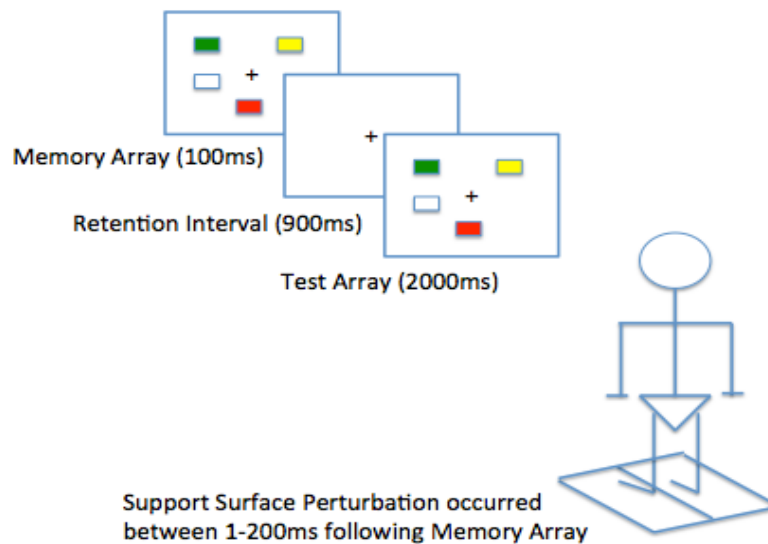 Memory Array (100ms)
Retention Interval (900ms)
Test Array (2000ms)
Support Surface Perturbation occurred
between 1-200ms following Memory Array